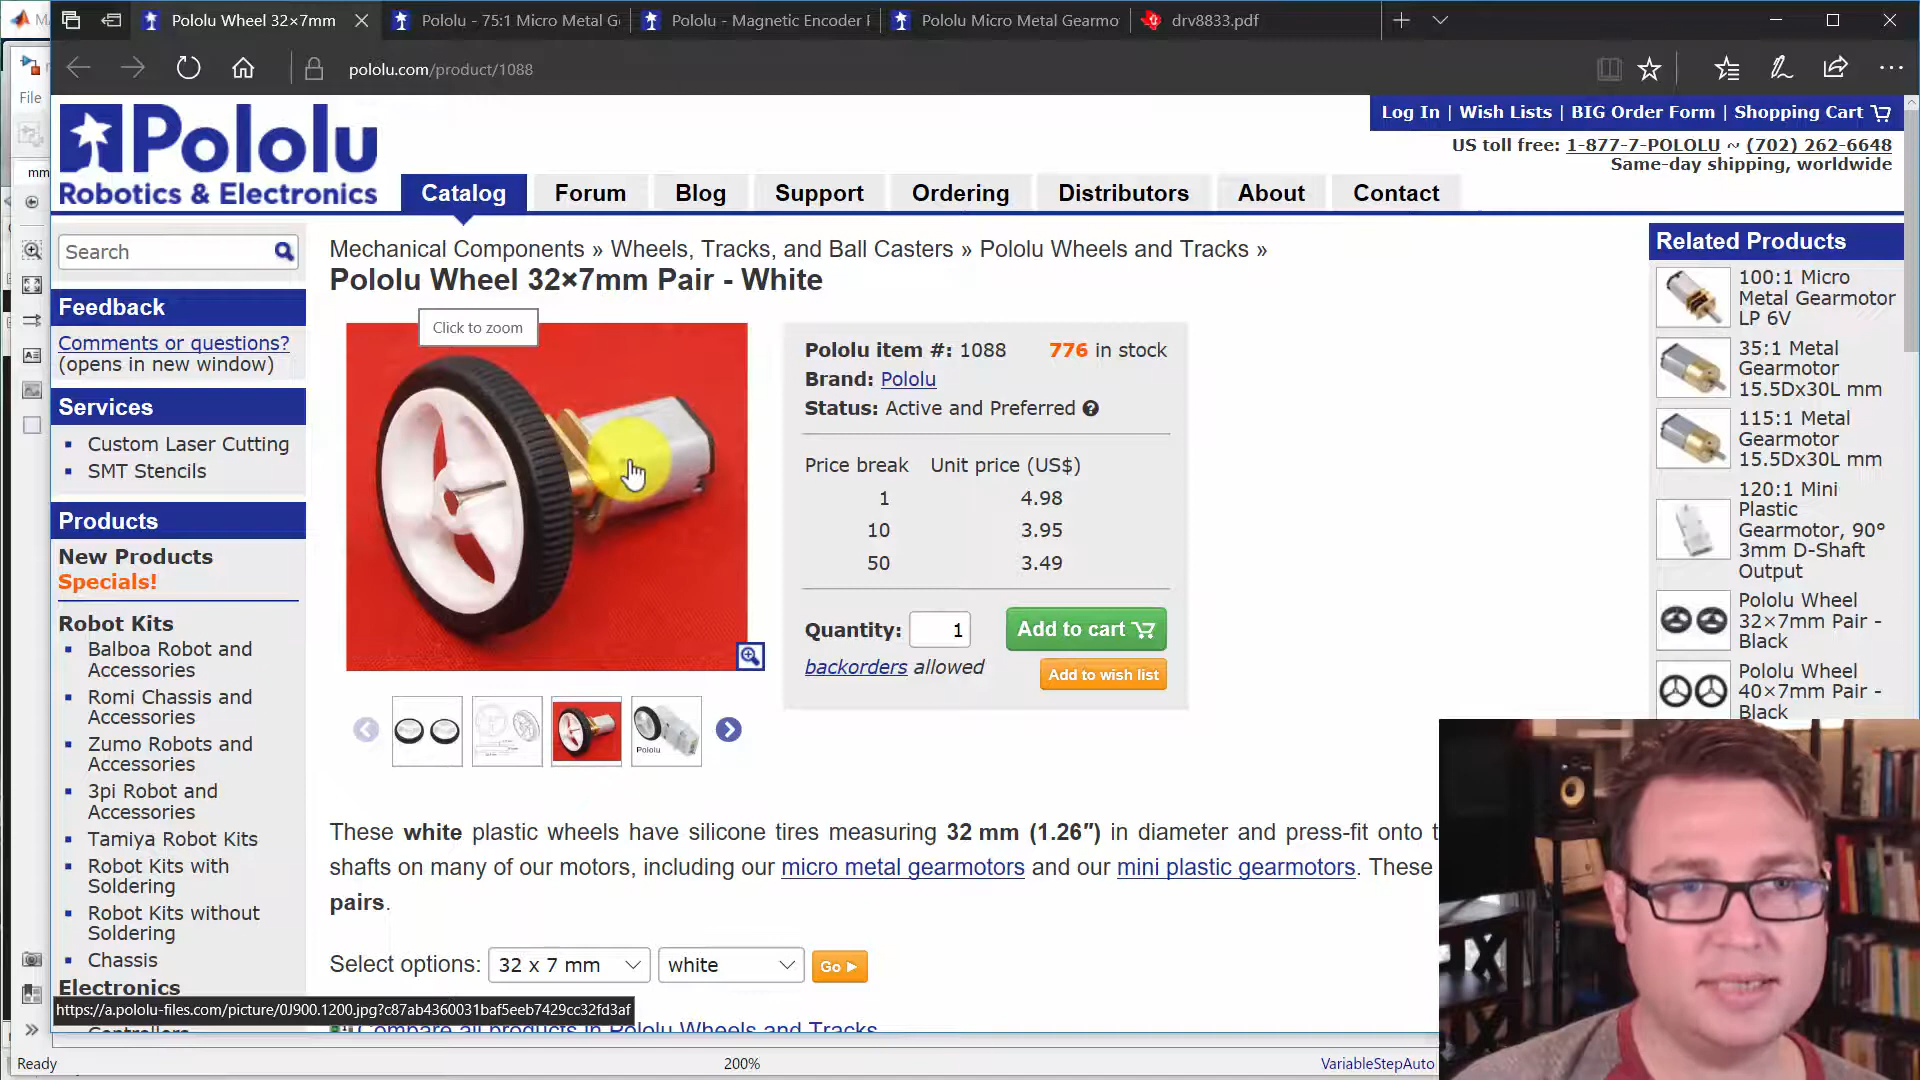 Pololu Wheel 32×7mm
Pololu - 75:1 Micro Metal G
Pololu - Magnetic Encoder
Pololu Micro Metal Gearmo
drv8833.pdf
pololu.com/product/1088
File
mm
Pololu
Robotics & Electronics
Log In | Wish Lists | BIG Order Form | Shopping Cart
US toll free: 1-877-7-POLOLU ~ (702) 262-6648
Same-day shipping, worldwide
Catalog
Forum
Blog
Support
Ordering
Distributors
About
Contact
Search
Feedback
Comments or questions?
(opens in new window)
Services
Custom Laser Cutting
SMT Stencils
Products
New Products
Specials!
Robot Kits
Balboa Robot and
Accessories
Romi Chassis and
Accessories
Zumo Robots and
Accessories
3pi Robot and
Accessories
Tamiya Robot Kits
Robot Kits with
Soldering
Robot Kits without
Soldering
Chassis
Electronics
Mechanical Components » Wheels, Tracks, and Ball Casters » Pololu Wheels and Tracks »
Pololu Wheel 32×7mm Pair - White
Click to zoom
Pololu
Pololu item #: 1088 776 in stock
Brand: Pololu
Status: Active and Preferred
Price break Unit price (US$)
1 4.98
10 3.95
50 3.49
Quantity: 1 Add to cart
backorders allowed
Add to wish list
These white plastic wheels have silicone tires measuring 32 mm (1.26″) in diameter and press-fit onto t
shafts on many of our motors, including our micro metal gearmotors and our mini plastic gearmotors. These
pairs.
Select options: 32 x 7 mm white Go
Compare all products in Pololu Wheels and Tracks
Related Products
100:1 Micro
Metal Gearmotor
LP 6V
35:1 Metal
Gearmotor
15.5Dx30L mm
115:1 Metal
Gearmotor
15.5Dx30L mm
120:1 Mini
Plastic
Gearmotor, 90°
3mm D-Shaft
Output
Pololu Wheel
32×7mm Pair -
Black
Pololu Wheel
40×7mm Pair -
Black
https://a.pololu-files.com/picture/0J900.1200.jpg?c87ab4360031baf5eeb7429cc32fd3af
Ready
200%
VariableStepAuto